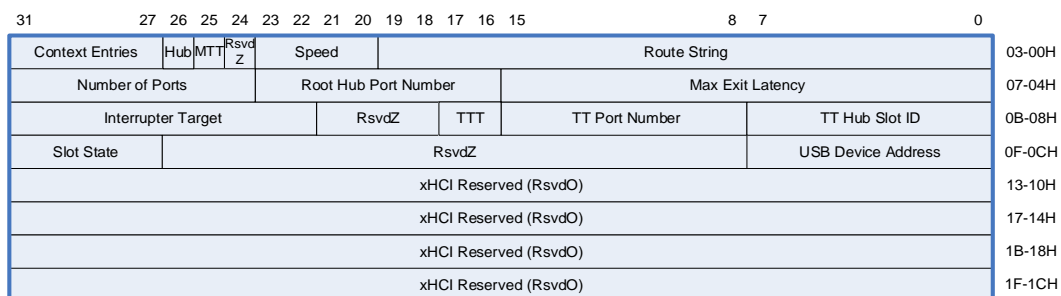 31 27 26 25 24 23 22 21 20 19 18 17 16 15 8 7 0
Context Entries Hub MTT Rsvd Z Speed Route String 03-00H
Number of Ports Root Hub Port Number Max Exit Latency 07-04H
Interrupter Target RsvdZ TTT TT Port Number TT Hub Slot ID 0B-08H
Slot State RsvdZ USB Device Address 0F-0CH
xHCI Reserved (RsvdO) 13-10H
xHCI Reserved (RsvdO) 17-14H
xHCI Reserved (RsvdO) 1B-18H
xHCI Reserved (RsvdO) 1F-1CH